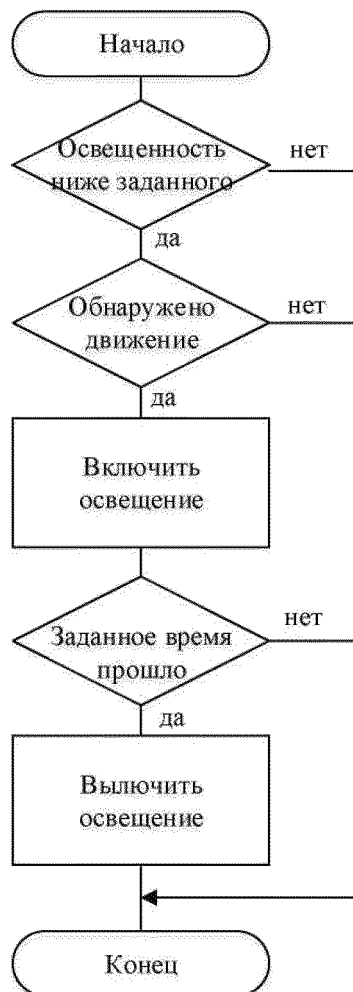 Начало
Освещенность
ниже заданного
нет
да
Обнаружено
движение
нет
да
Включить
освещение
Заданное время
прошло
нет
да
Вылючить
освещение
Конец